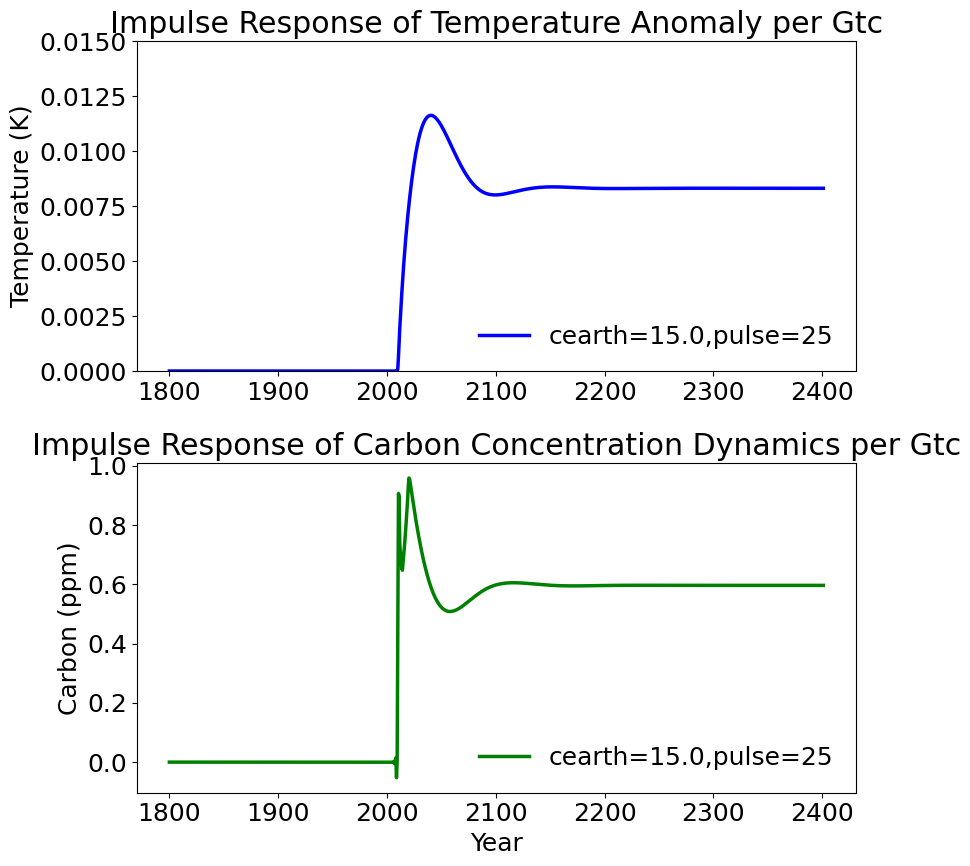 Impulse Response of Temperature Anomaly per Gtc
0.0150
0.0125
0.0100
0.0075
0.0050
0.0025
0.0000
Temperature (K)
cearth=15.0,pulse=25
1800 1900 2000 2100 2200 2300 2400
Impulse Response of Carbon Concentration Dynamics per Gtc
1.0
0.8
0.6
0.4
0.2
0.0
Carbon (ppm)
cearth=15.0,pulse=25
1800 1900 2000 2100 2200 2300 2400
Year